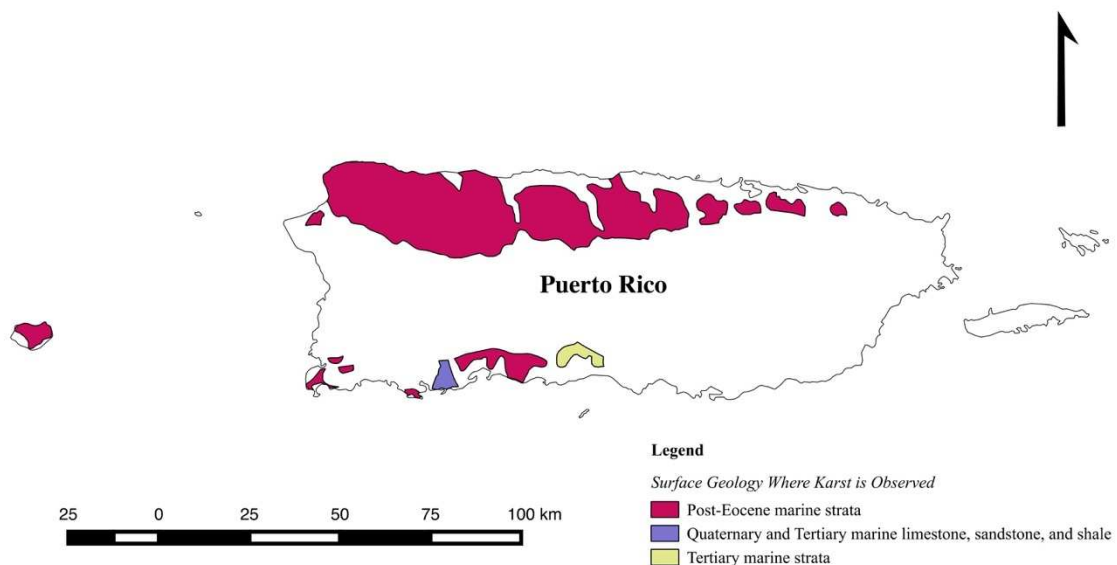 Puerto Rico
Legend
Surface Geology Where Karst is Observed
Post-Eocene marine strata
Quaternary and Tertiary marine limestone, sandstone, and shale
Tertiary marine strata
25 0 25 50 75 100 km